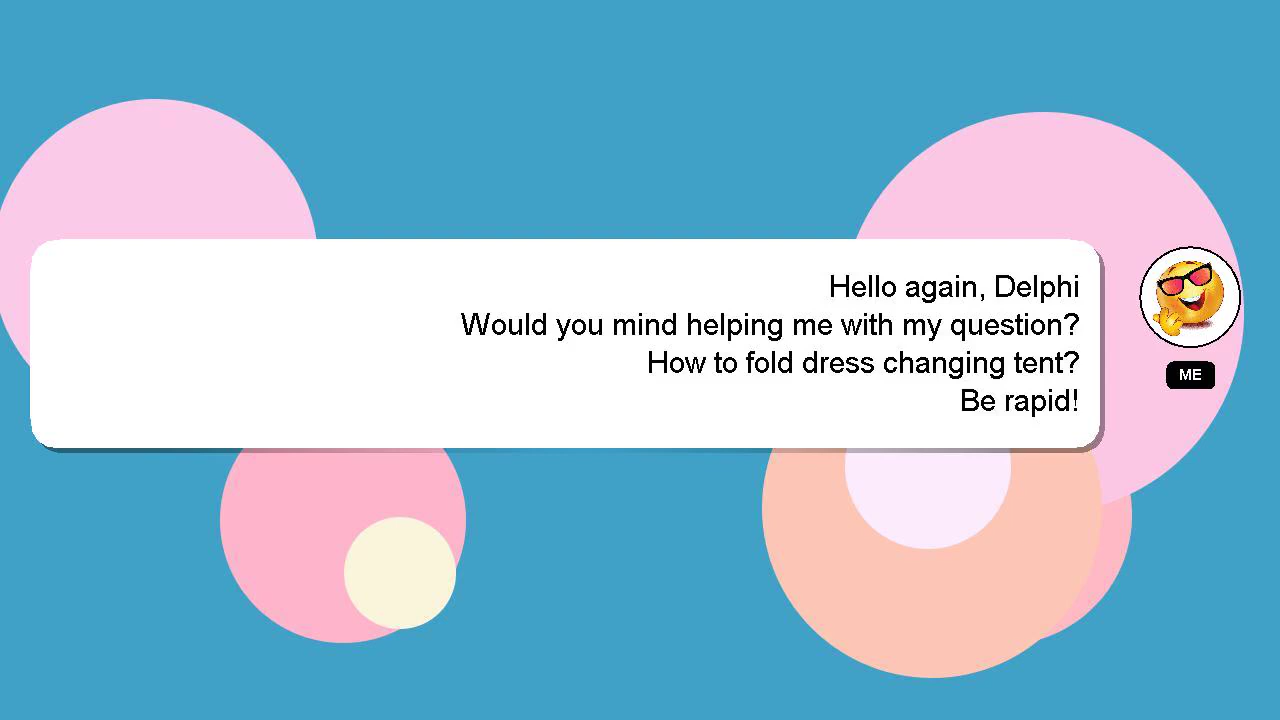 Hello again, Delphi
Would you mind helping me with my question?
How to fold dress changing tent?
Be rapid!
ME